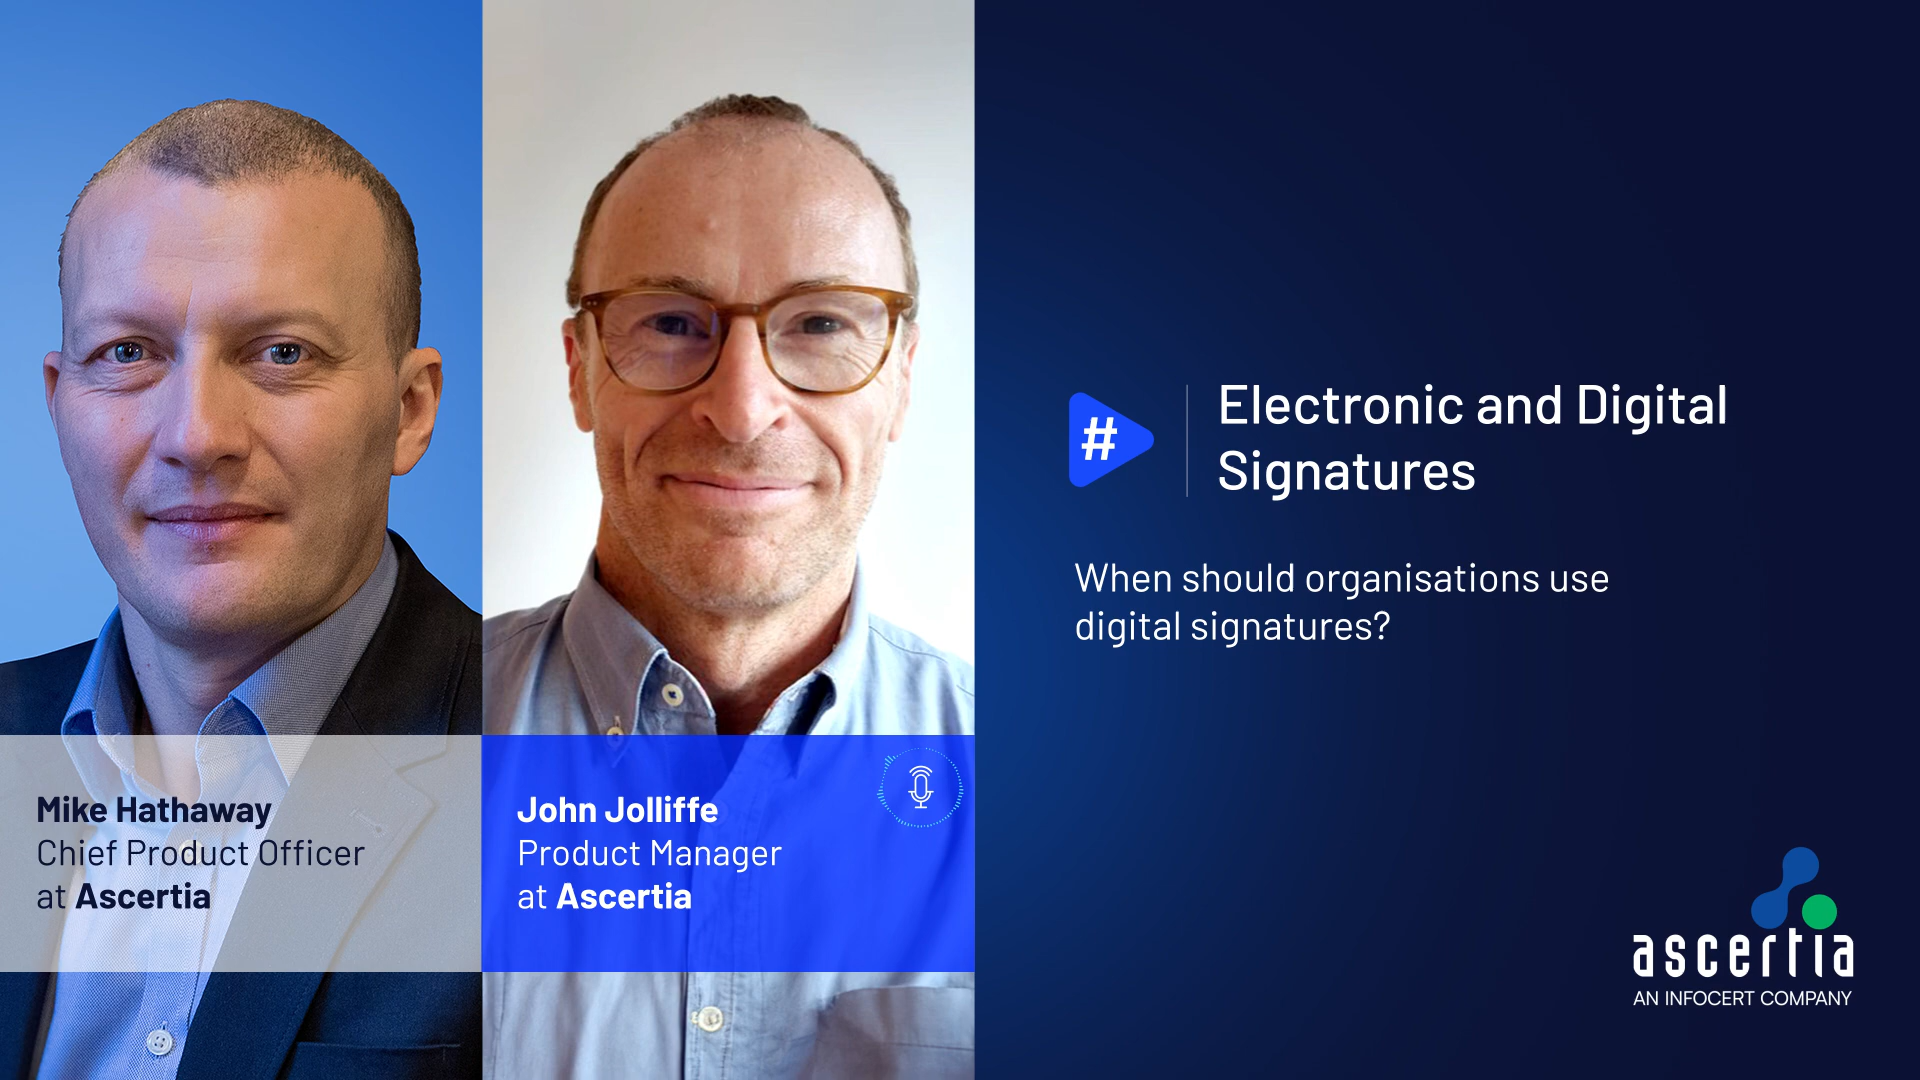 Mike Hathaway
Chief Product Officer
at Ascertia
John Jolliffe
Product Manager
at Ascertia
#
Electronic and Digital
Signatures
When should organisations use
digital signatures?
ascertia
AN INFOCERT COMPANY